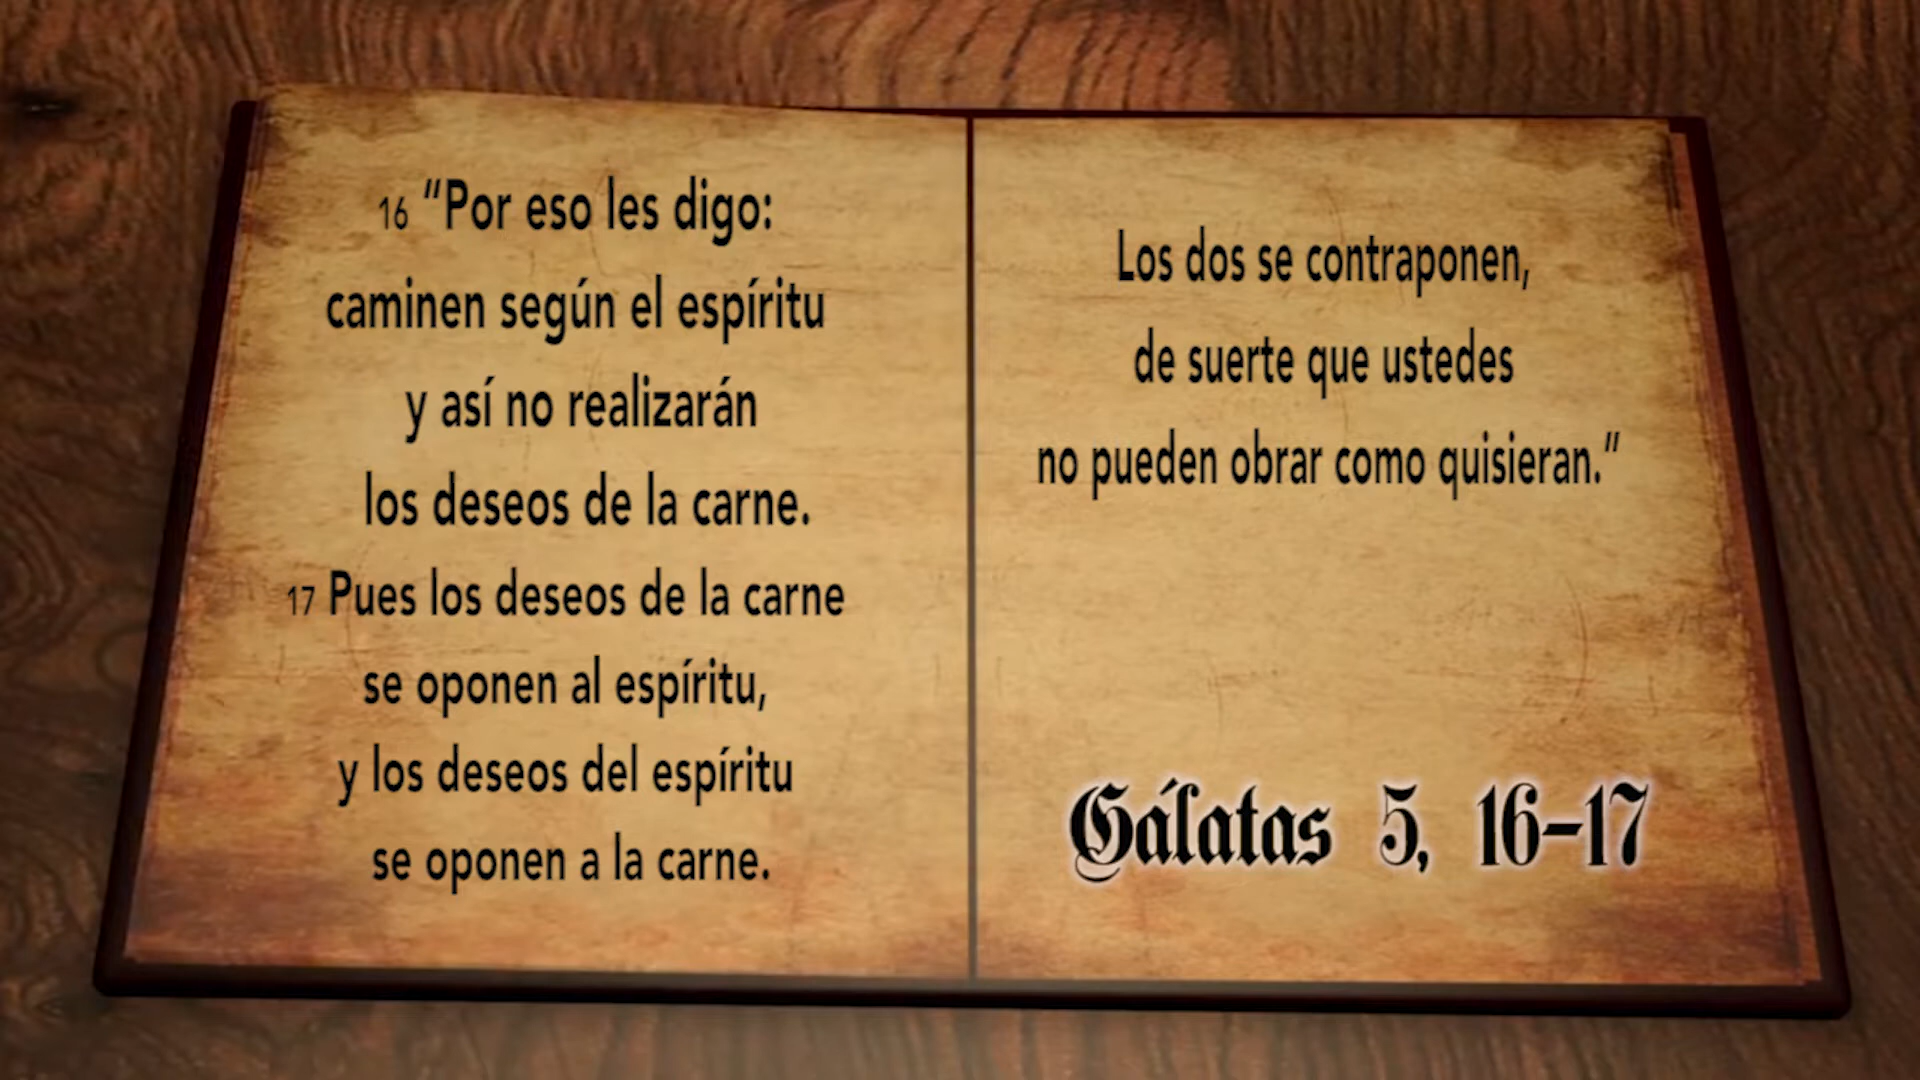 16 “Por eso les digo:
caminen según el espíritu
y así no realizarán
los deseos de la carne.
17 Pues los deseos de la carne
se oponen al espíritu,
y los deseos del espíritu
se oponen a la carne.
Los dos se contraponen,
de suerte que ustedes
no pueden obrar como quisieran.”
Gálatas 5, 16-17